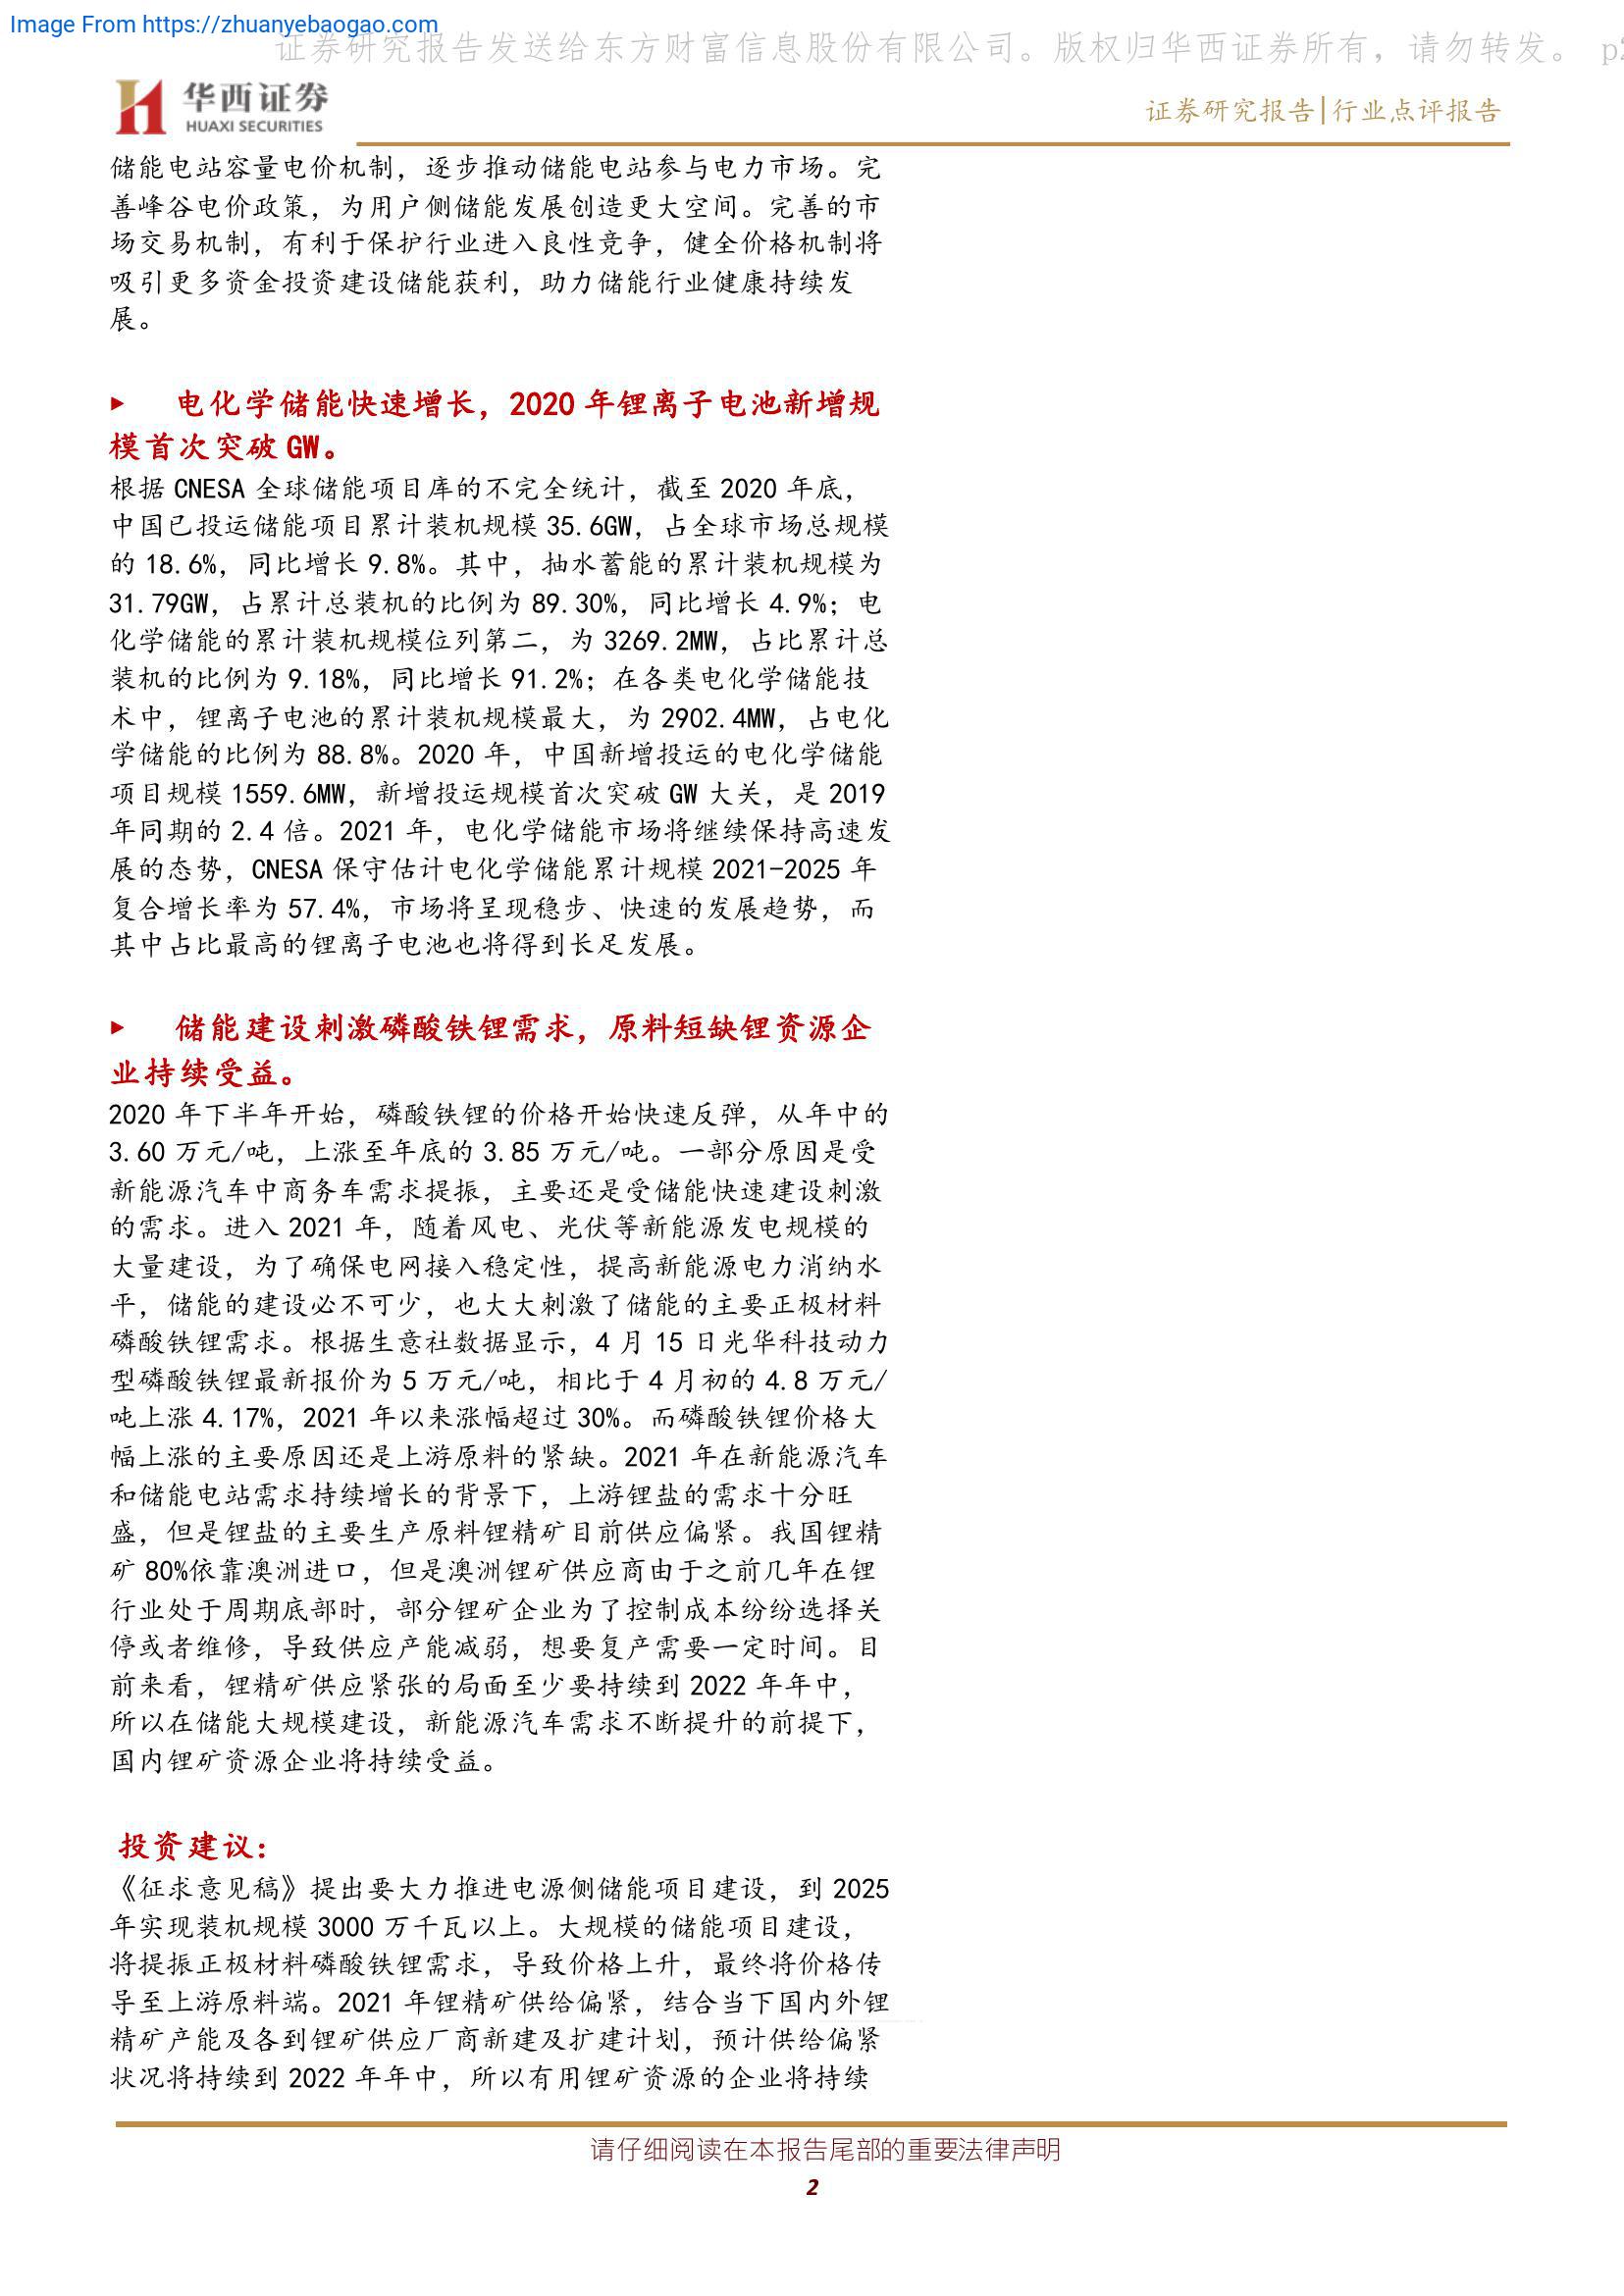 Image From https://zhuanyebaogao.com
证券研究报告发送给东方财富信息股份有限公司。版权归华西证券所有，请勿转发。 p2
华西证券
HUAXI SECURITIES
证券研究报告|行业点评报告
储能电站容量电价机制，逐步推动储能电站参与电力市场。完
善峰谷电价政策，为用户侧储能发展创造更大空间。完善的市
场交易机制，有利于保护行业进入良性竞争，健全价格机制将
吸引更多资金投资建设储能获利，助力储能行业健康持续发
展。
▶ 电化学储能快速增长，2020 年锂离子电池新增规
模首次突破 GW。
根据 CNESA 全球储能项目库的不完全统计，截至 2020 年底，
中国已投运储能项目累计装机规模 35.6GW，占全球市场总规模
的 18.6%，同比增长 9.8%。其中，抽水蓄能的累计装机规模为
31.79GW，占累计总装机的比例为 89.30%，同比增长 4.9%；电
化学储能的累计装机规模位列第二，为 3269.2MW，占比累计总
装机的比例为 9.18%，同比增长 91.2%；在各类电化学储能技
术中，锂离子电池的累计装机规模最大，为 2902.4MW，占电化
学储能的比例为 88.8%。2020 年，中国新增投运的电化学储能
项目规模 1559.6MW，新增投运规模首次突破 GW 大关，是 2019
年同期的 2.4 倍。2021 年，电化学储能市场将继续保持高速发
展的态势，CNESA 保守估计电化学储能累计规模 2021-2025 年
复合增长率为 57.4%，市场将呈现稳步、快速的发展趋势，而
其中占比最高的锂离子电池也将得到长足发展。
▶ 储能建设刺激磷酸铁锂需求，原料短缺锂资源企
业持续受益。
2020 年下半年开始，磷酸铁锂的价格开始快速反弹，从年中的
3.60 万元/吨，上涨至年底的 3.85 万元/吨。一部分原因是受
新能源汽车中商务车需求提振，主要还是受储能快速建设刺激
的需求。进入 2021 年，随着风电、光伏等新能源发电规模的
大量建设，为了确保电网接入稳定性，提高新能源电力消纳水
平，储能的建设必不可少，也大大刺激了储能的主要正极材料
磷酸铁锂需求。根据生意社数据显示，4 月 15 日光华科技动力
型磷酸铁锂最新报价为 5 万元/吨，相比于 4 月初的 4.8 万元/
吨上涨 4.17%，2021 年以来涨幅超过 30%。而磷酸铁锂价格大
幅上涨的主要原因还是上游原料的紧缺。2021 年在新能源汽车
和储能电站需求持续增长的背景下，上游锂盐的需求十分旺
盛，但是锂盐的主要生产原料锂精矿目前供应偏紧。我国锂精
矿 80%依靠澳洲进口，但是澳洲锂矿供应商由于之前几年在锂
行业处于周期底部时，部分锂矿企业为了控制成本纷纷选择关
停或者维修，导致供应产能减弱，想要复产需要一定时间。目
前来看，锂精矿供应紧张的局面至少要持续到 2022 年年中，
所以在储能大规模建设，新能源汽车需求不断提升的前提下，
国内锂矿资源企业将持续受益。
投资建议：
《征求意见稿》提出要大力推进电源侧储能项目建设，到 2025
年实现装机规模 3000 万千瓦以上。大规模的储能项目建设，
将提振正极材料磷酸铁锂需求，导致价格上升，最终将价格传
导至上游原料端。2021 年锂精矿供给偏紧，结合当下国内外锂
精矿产能及各到锂矿供应厂商新建及扩建计划，预计供给偏紧
状况将持续到 2022 年年中，所以有用锂矿资源的企业将持续
请仔细阅读在本报告尾部的重要法律声明
2